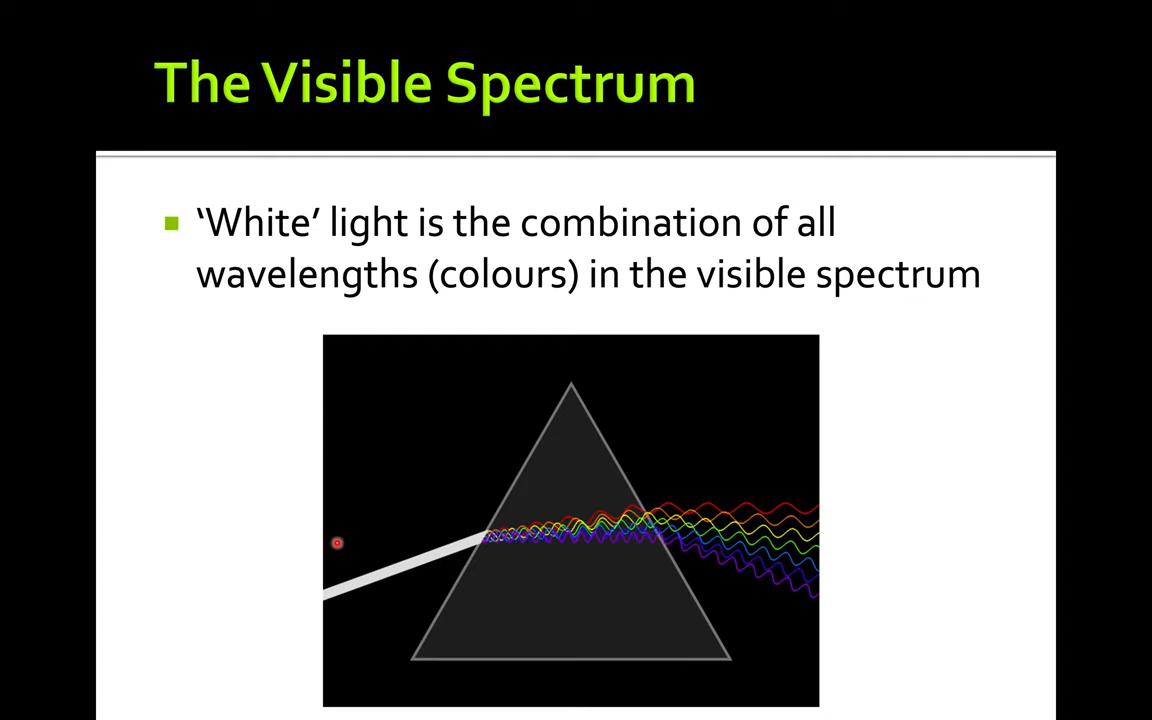 The Visible Spectrum
‘White’ light is the combination of all
wavelengths (colours) in the visible spectrum